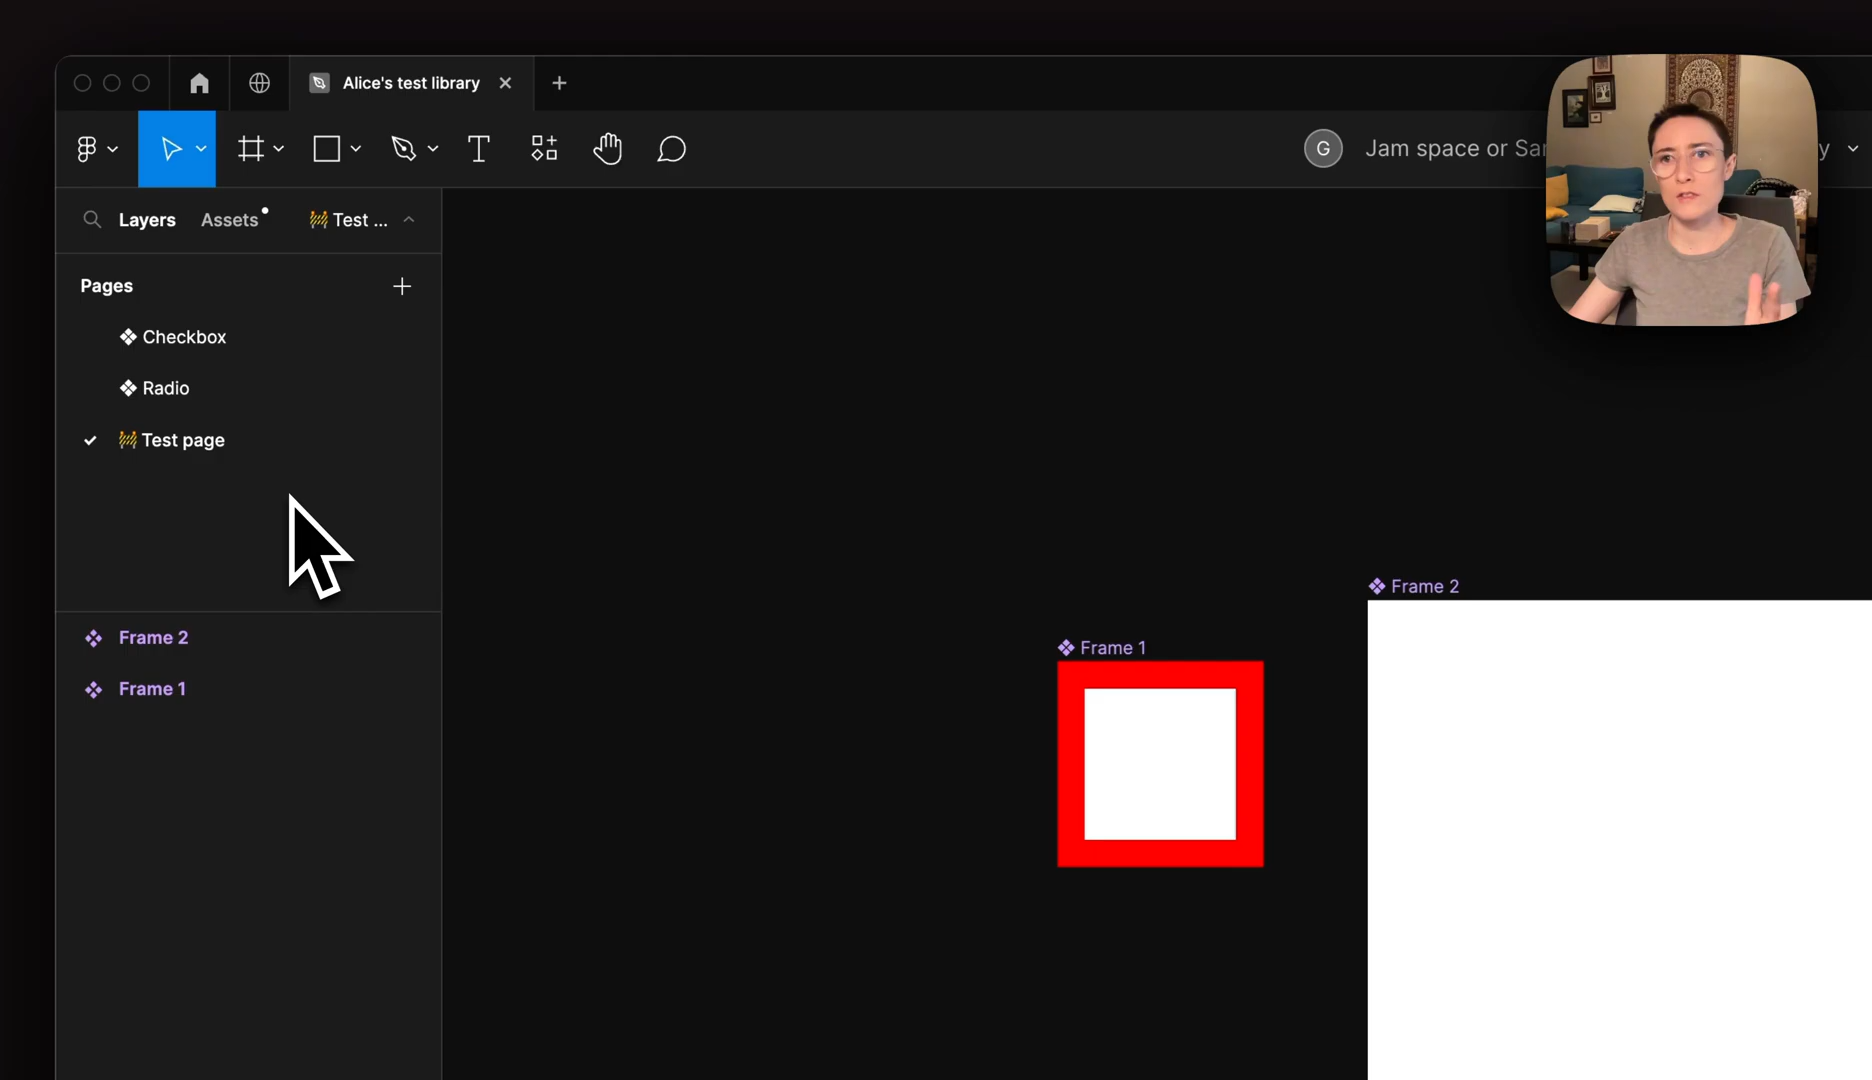 Alice's test library
G Jam space or Sar
Layers Assets Test ...
Pages
Checkbox
Radio
Test page
Frame 2
Frame 1
Frame 2
Frame 1